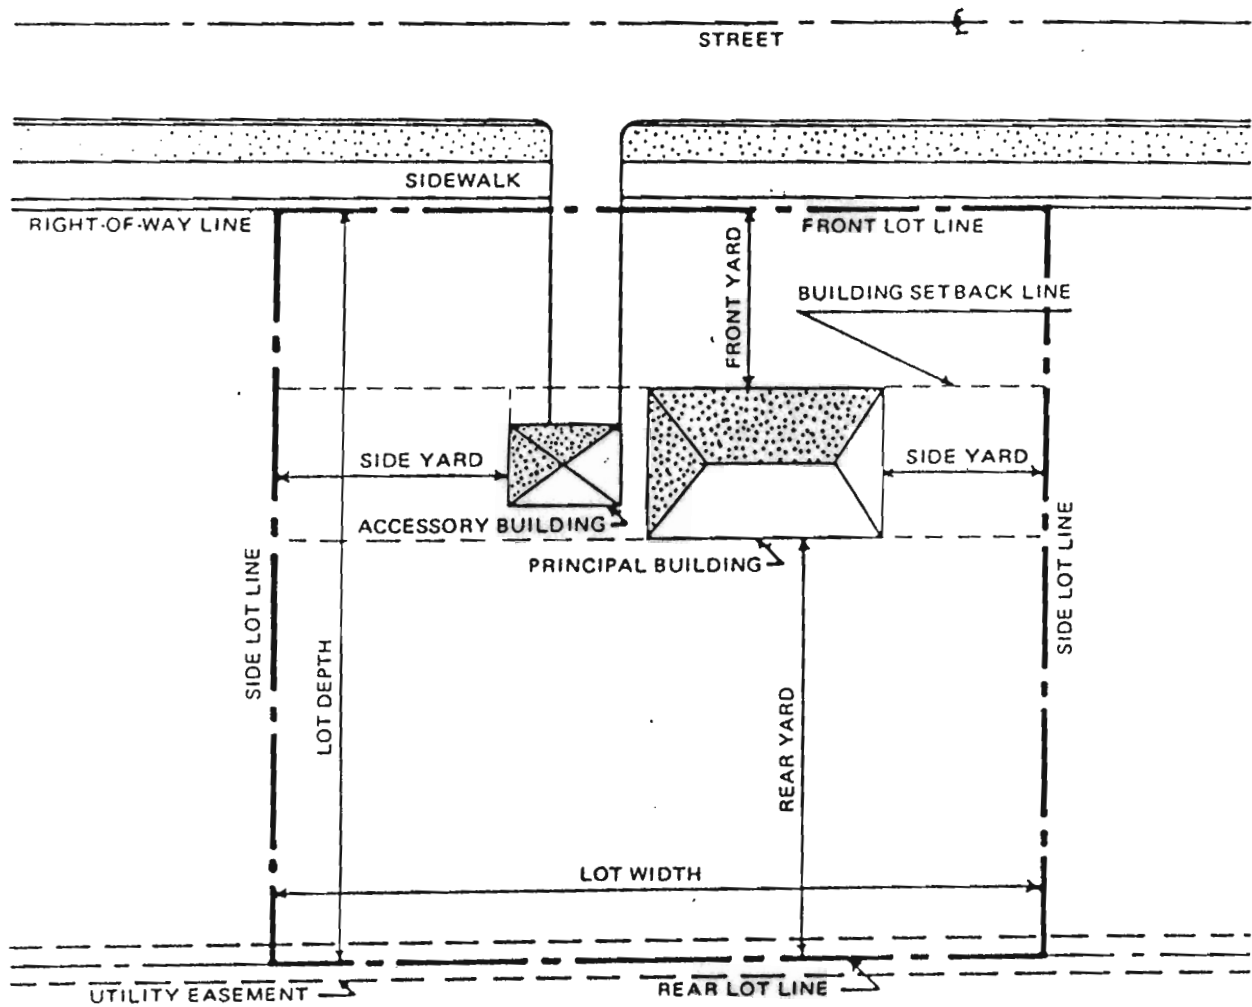 STREET
SIDEWALK
RIGHT-OF-WAY LINE
FRONT LOT LINE
FRONT YARD
BUILDING SETBACK LINE
SIDE YARD
SIDE YARD
ACCESSORY BUILDING
PRINCIPAL BUILDING
SIDE LOT LINE
SIDE LOT LINE
LOT DEPTH
REAR YARD
LOT WIDTH
UTILITY EASEMENT
REAR LOT LINE